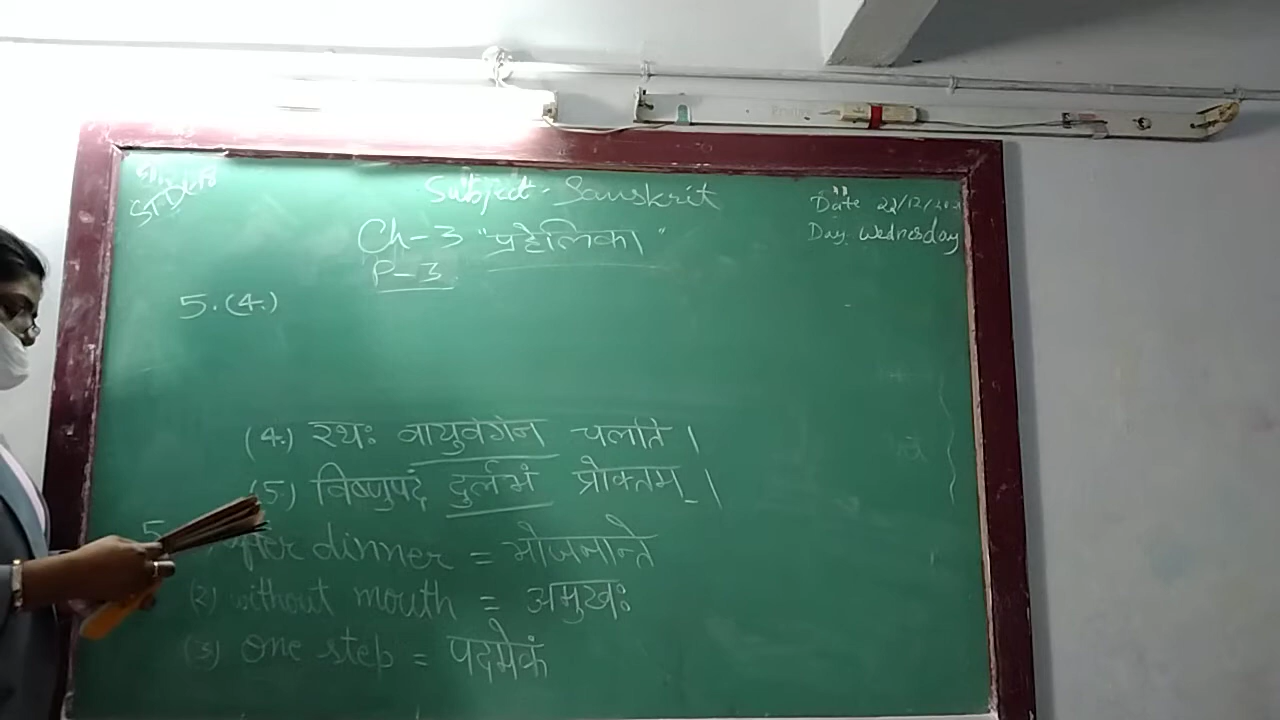 Subject - Sanskrit
Date 22/12/20
Day. Wednesday
Ch-3 "प्रहेलिका"
P-3
5.(4.)
(4.) रथः वायुवेगेन चलति ।
(5.) विष्णुपदं दुर्लभं प्रोक्तम् ।
5. after dinner = भोजनान्ते
(2) without mouth = अमुखः
(3) one step = पदमेकं